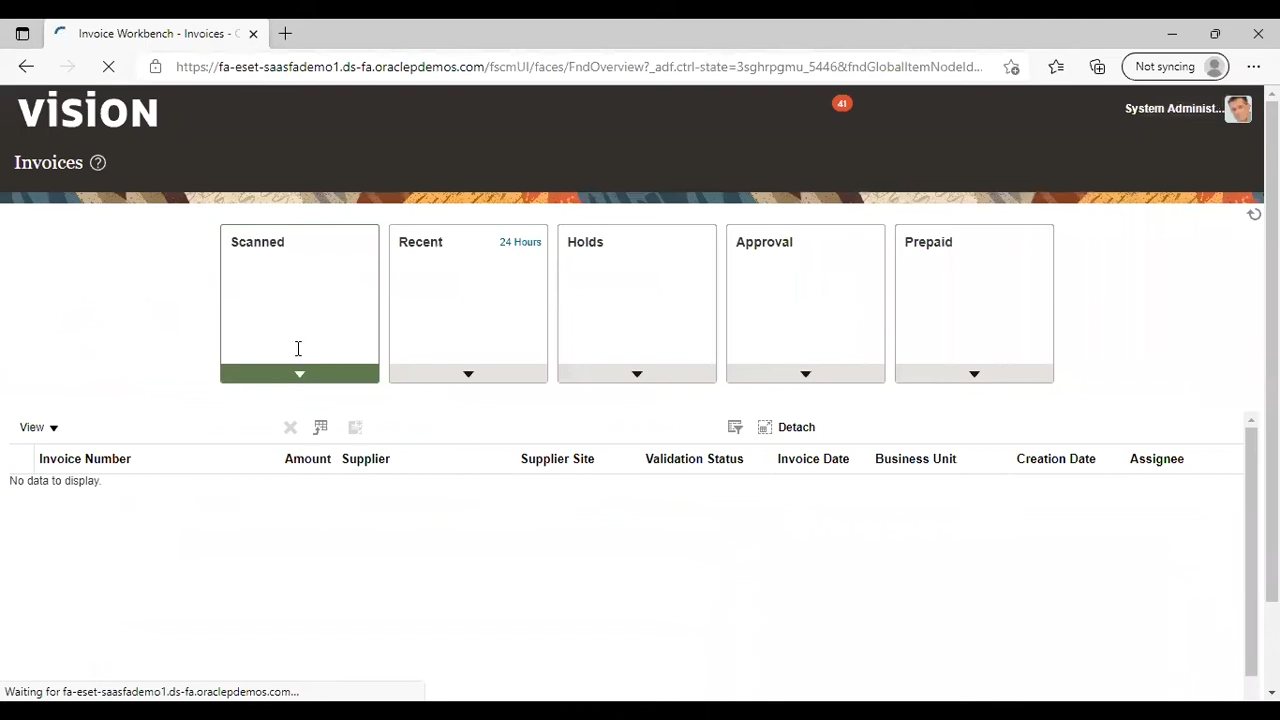 Invoice Workbench - Invoices - C
https://fa-eset-saasfademo1.ds-fa.oraclepdemos.com/fscmUI/faces/FndOverview?_adf.ctrl-state=3sghrpgmu_5446&fndGlobalItemNodeId...
Not syncing
vision
41
System Administ...
Invoices ?
Scanned
Recent 24 Hours
Holds
Approval
Prepaid
View
Detach
Invoice Number Amount Supplier Supplier Site Validation Status Invoice Date Business Unit Creation Date Assignee
No data to display.
Waiting for fa-eset-saasfademo1.ds-fa.oraclepdemos.com...